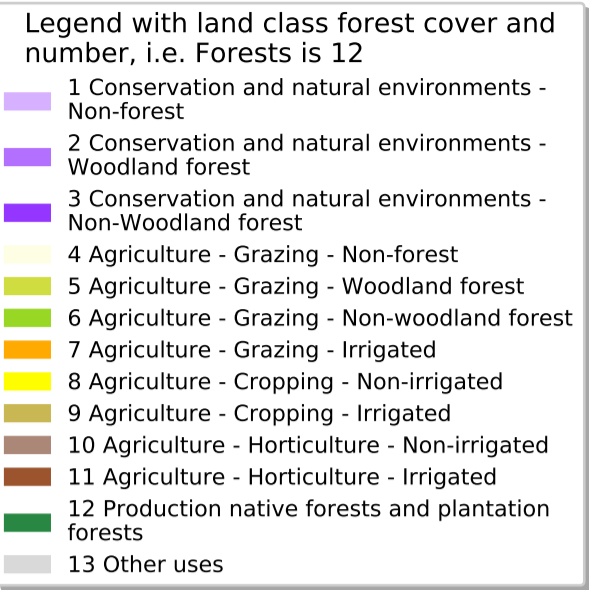 Legend with land class forest cover and
number, i.e. Forests is 12
1 Conservation and natural environments -
Non-forest
2 Conservation and natural environments -
Woodland forest
3 Conservation and natural environments -
Non-Woodland forest
4 Agriculture - Grazing - Non-forest
5 Agriculture - Grazing - Woodland forest
6 Agriculture - Grazing - Non-woodland forest
7 Agriculture - Grazing - Irrigated
8 Agriculture - Cropping - Non-irrigated
9 Agriculture - Cropping - Irrigated
10 Agriculture - Horticulture - Non-irrigated
11 Agriculture - Horticulture - Irrigated
12 Production native forests and plantation
forests
13 Other uses